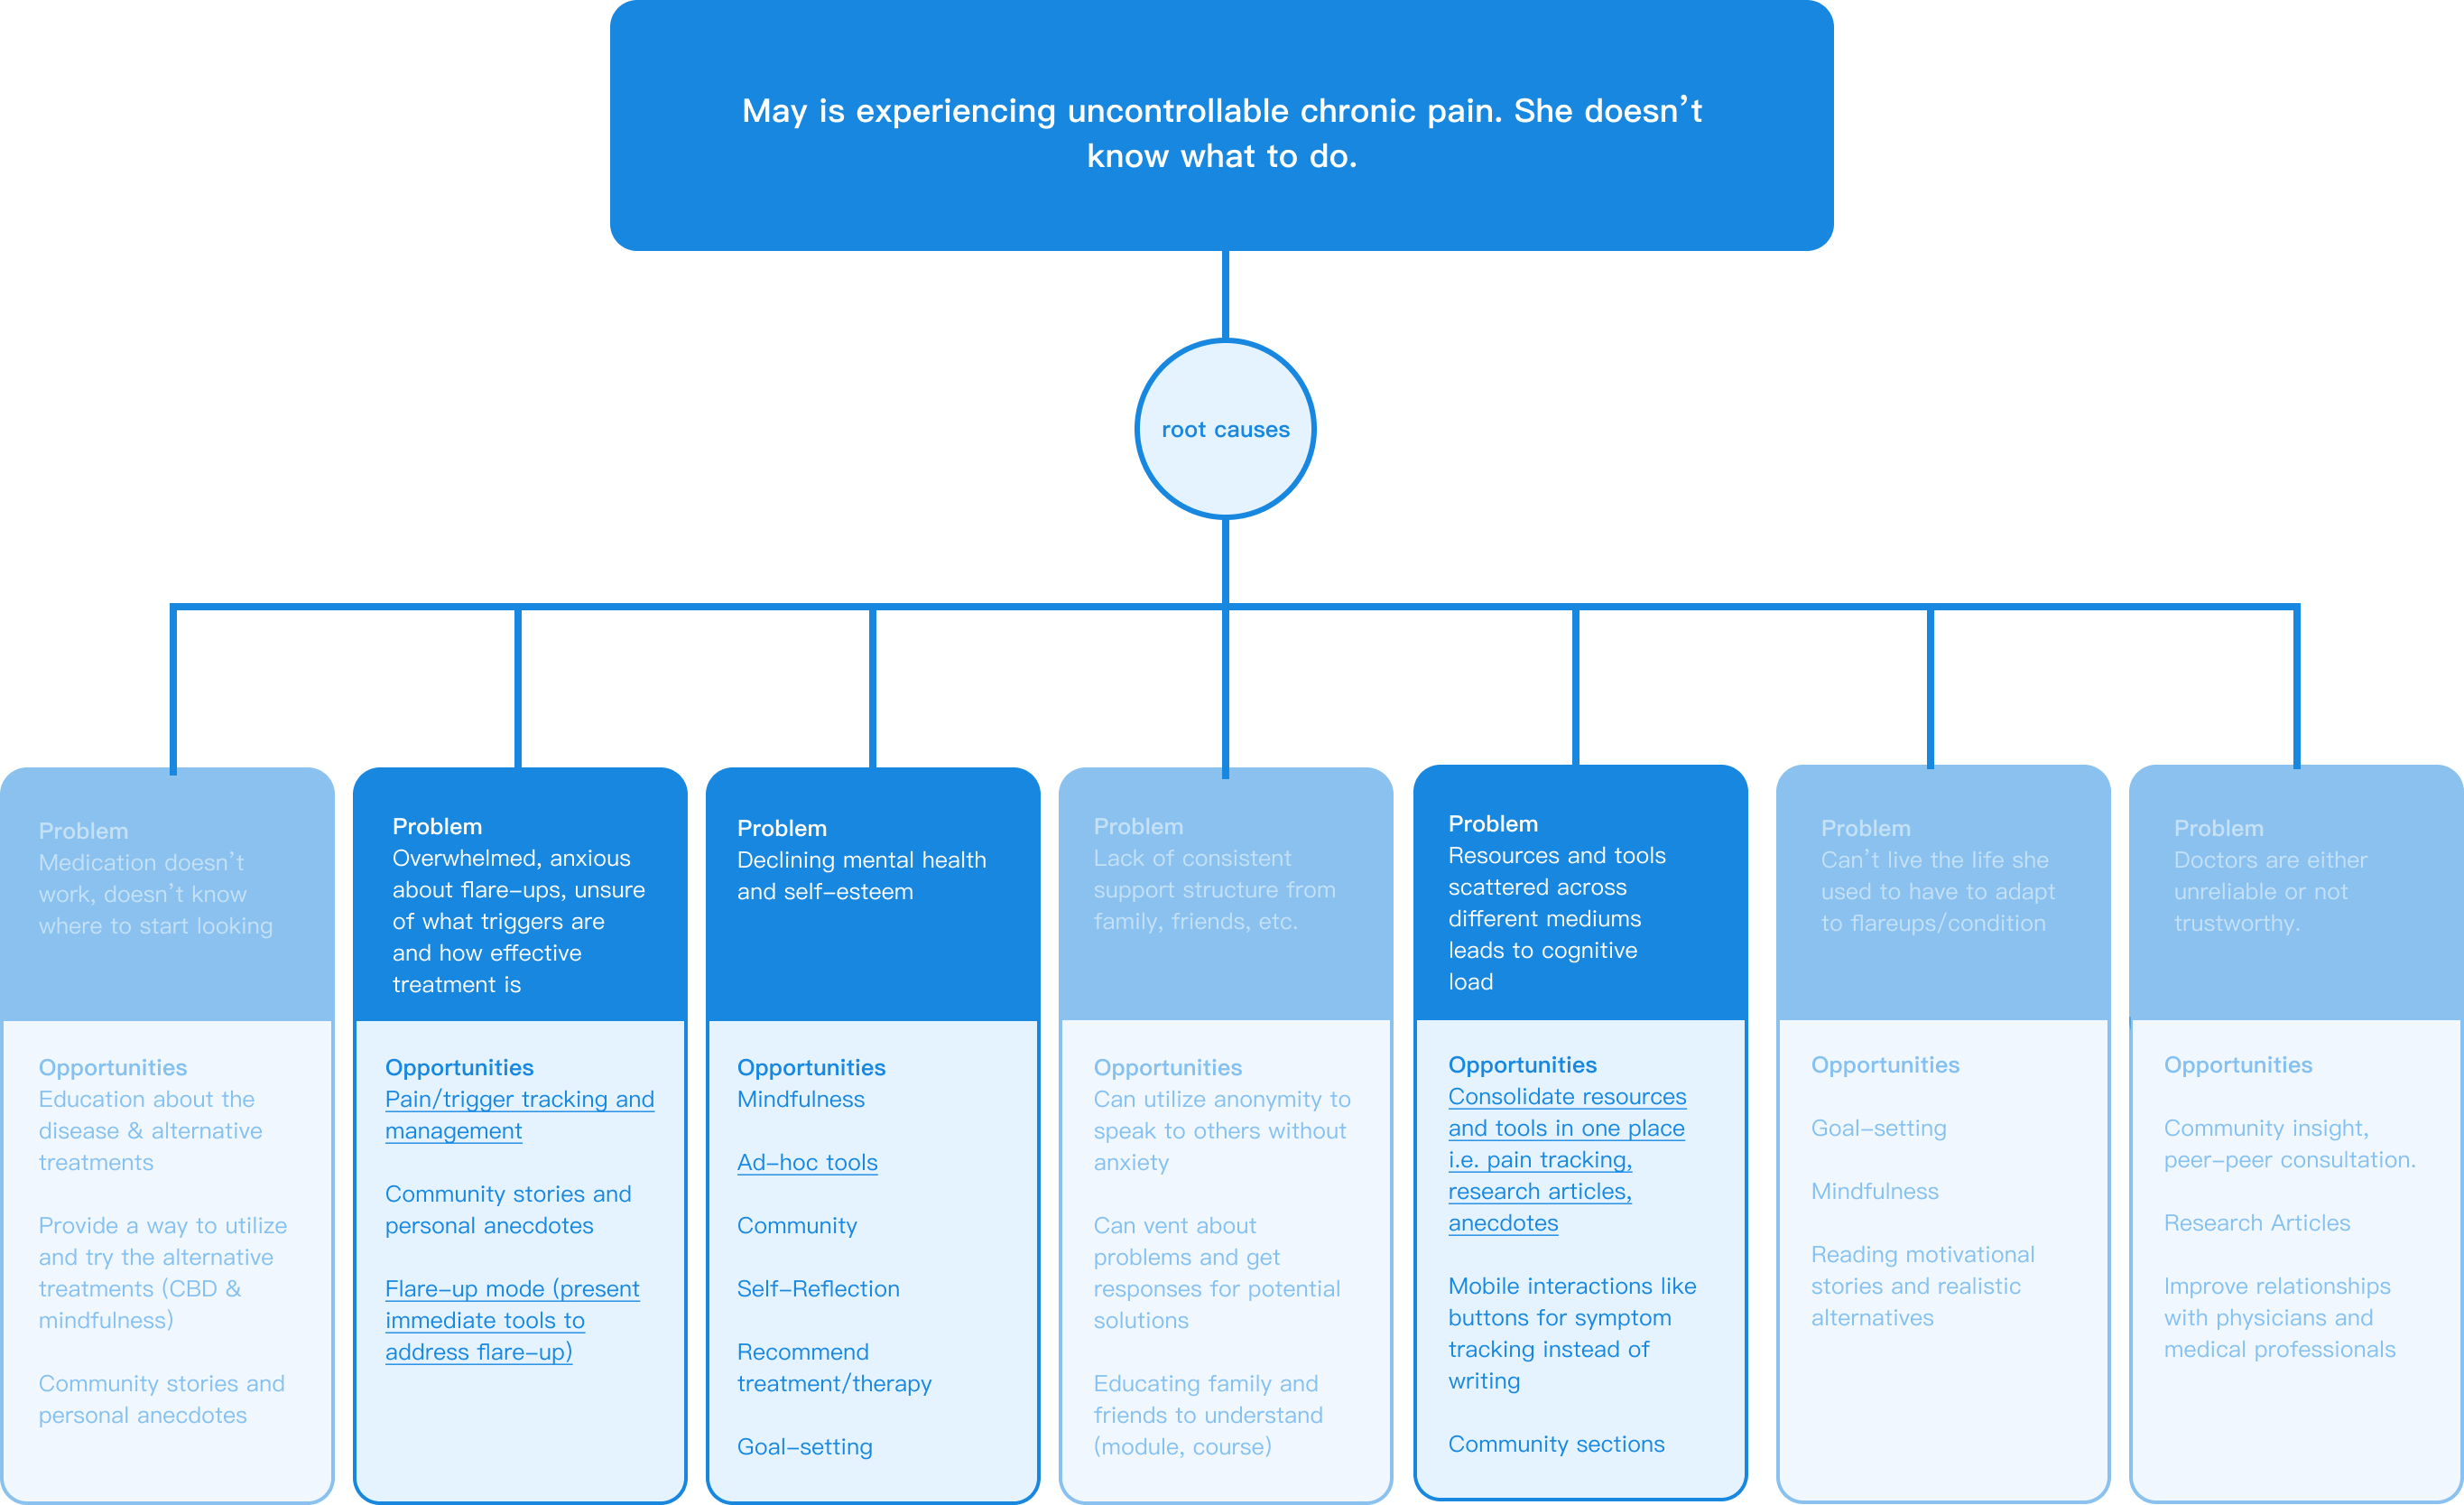 May is experiencing uncontrollable chronic pain. She doesn’t
know what to do.
root causes
Problem
Medication doesn’t
work, doesn’t know
where to start looking
Opportunities
Education about the
disease & alternative
treatments
Provide a way to utilize
and try the alternative
treatments (CBD &
mindfulness)
Community stories and
personal anecdotes
Problem
Overwhelmed, anxious
about flare-ups, unsure
of what triggers are
and how effective
treatment is
Opportunities
Pain/trigger tracking and
management
Community stories and
personal anecdotes
Flare-up mode (present
immediate tools to
address flare-up)
Problem
Declining mental health
and self-esteem
Opportunities
Mindfulness
Ad-hoc tools
Community
Self-Reflection
Recommend
treatment/therapy
Goal-setting
Problem
Lack of consistent
support structure from
family, friends, etc.
Opportunities
Can utilize anonymity to
speak to others without
anxiety
Can vent about
problems and get
responses for potential
solutions
Educating family and
friends to understand
(module, course)
Problem
Resources and tools
scattered across
different mediums
leads to cognitive
load
Opportunities
Consolidate resources
and tools in one place
i.e. pain tracking,
research articles,
anecdotes
Mobile interactions like
buttons for symptom
tracking instead of
writing
Community sections
Problem
Can’t live the life she
used to have to adapt
to flareups/condition
Opportunities
Goal-setting
Mindfulness
Reading motivational
stories and realistic
alternatives
Problem
Doctors are either
unreliable or not
trustworthy.
Opportunities
Community insight,
peer-peer consultation.
Research Articles
Improve relationships
with physicians and
medical professionals